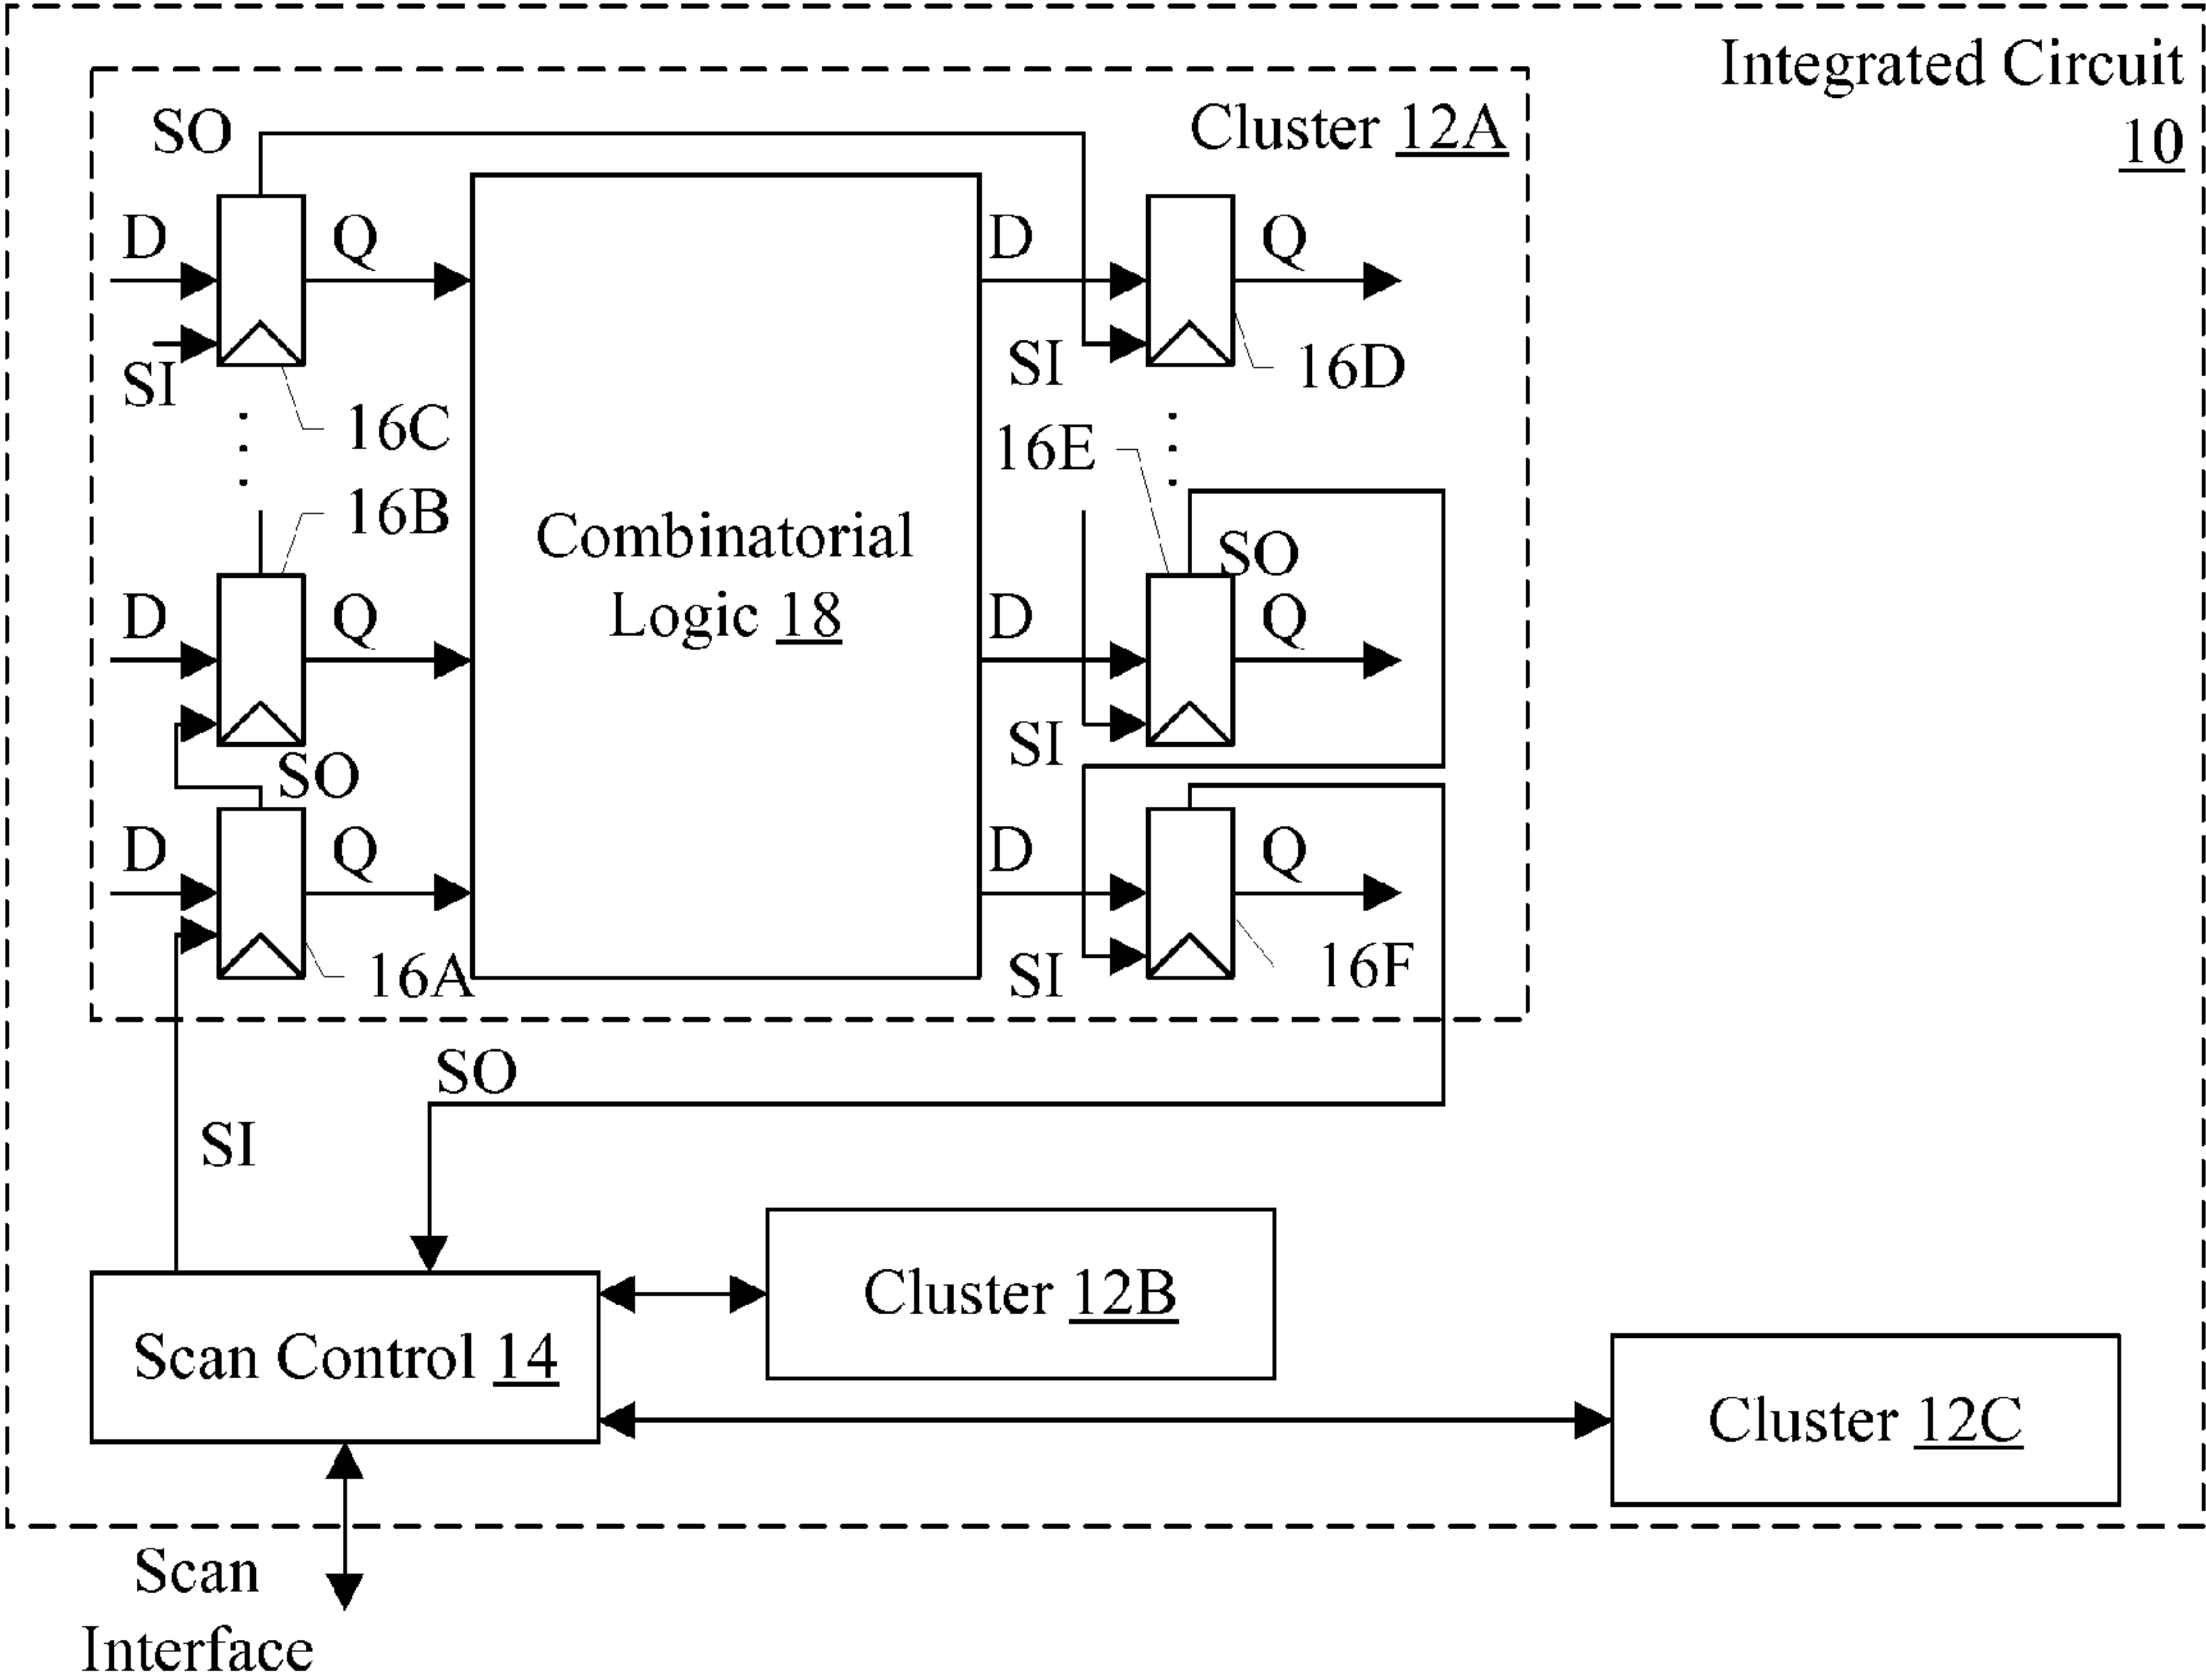 Integrated Circuit
10
Cluster 12A
SO
D
Q
SI
16C
D
Q
SI
16D
16B
16E
Combinatorial
Logic 18
D
Q
SO
D
SO
Q
SI
D
Q
16A
D
Q
SI
16F
SO
SI
Scan Control 14
Cluster 12B
Cluster 12C
Scan
Interface